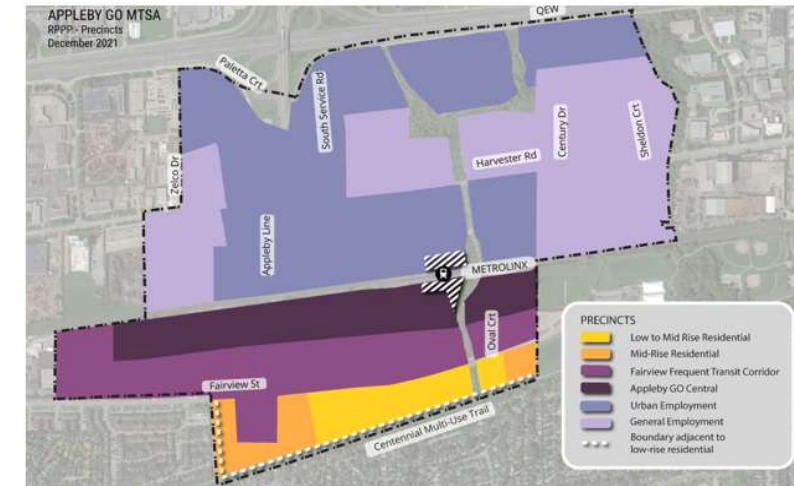 APPLEBY GO MTSA
RPPP - Precincts
December 2021
QEW
Paletta Crt
South Service Rd
Century Dr
Sheldon Crt
Harvester Rd
Zelco Dr
Appleby Line
METROLINX
Oval Crt
Fairview St
Centennial Multi-Use Trail
PRECINCTS
Low to Mid Rise Residential
Mid-Rise Residential
Fairview Frequent Transit Corridor
Appleby GO Central
Urban Employment
General Employment
Boundary adjacent to
low-rise residential